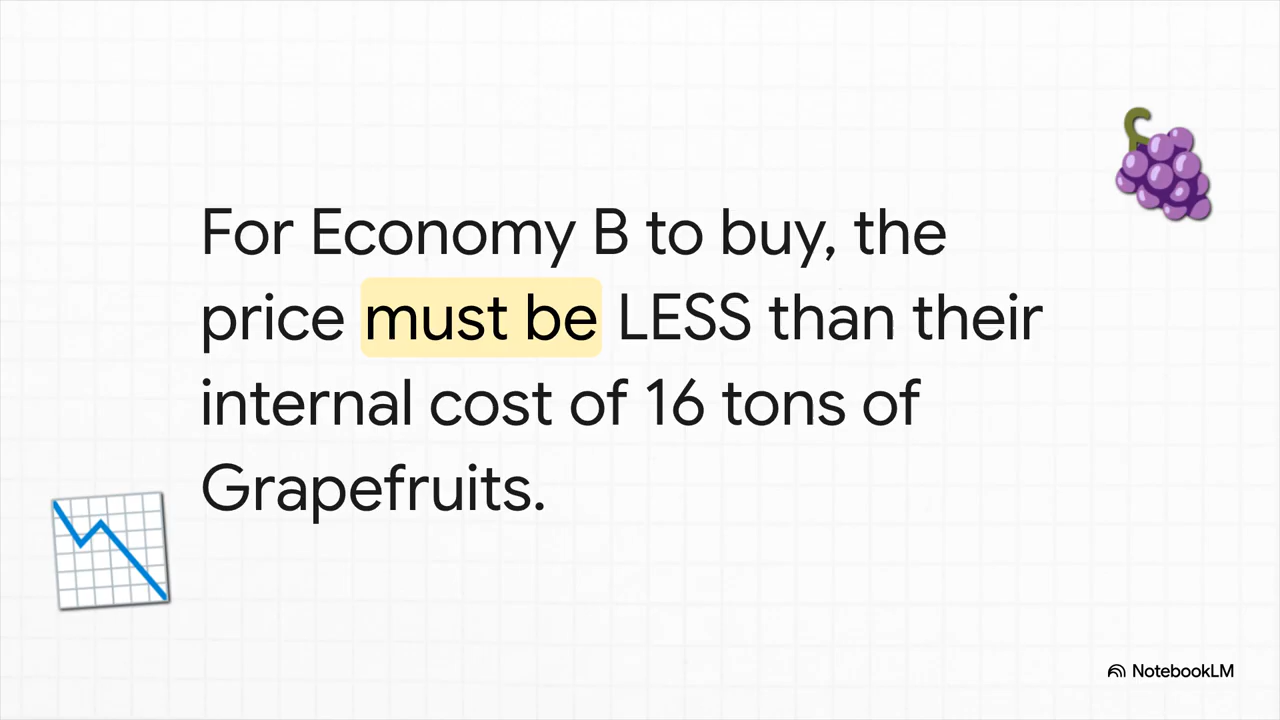 For Economy B to buy, the
price must be LESS than their
internal cost of 16 tons of
Grapefruits.
NotebookLM